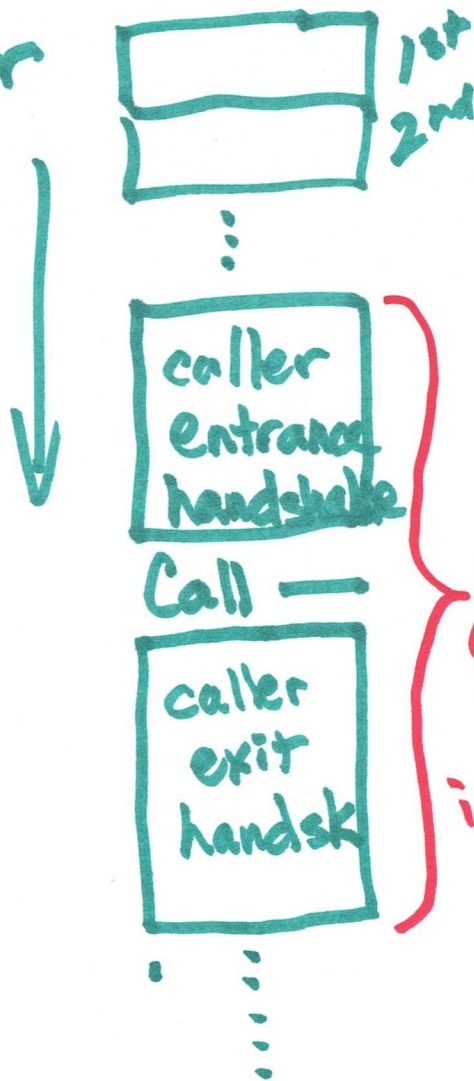 1st
2nd
caller
entrance
handshake
Call —
caller
exit
handsk